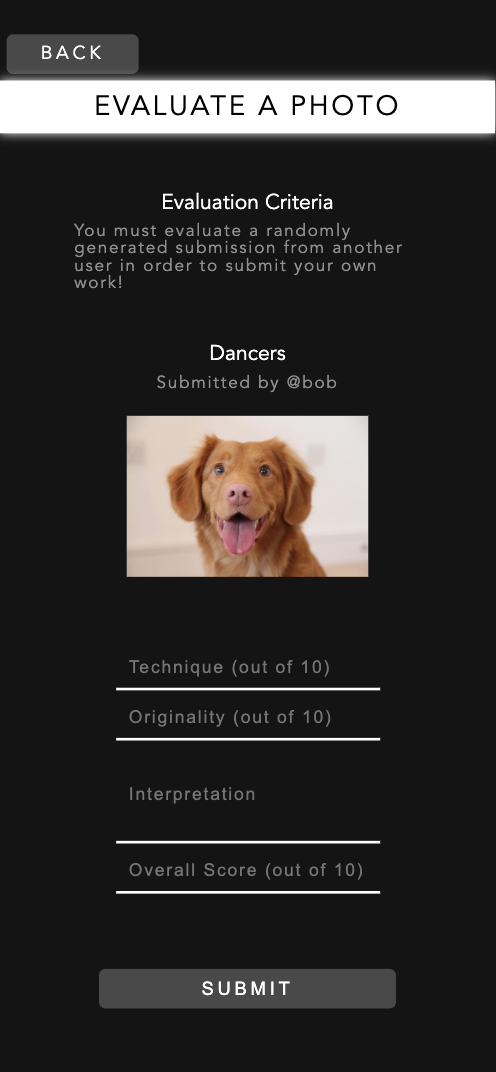 BACK
EVALUATE A PHOTO
Evaluation Criteria
You must evaluate a randomly
generated submission from another
user in order to submit your own
work!
Dancers
Submitted by @bob
Technique (out of 10)
Originality (out of 10)
Interpretation
Overall Score (out of 10)
SUBMIT